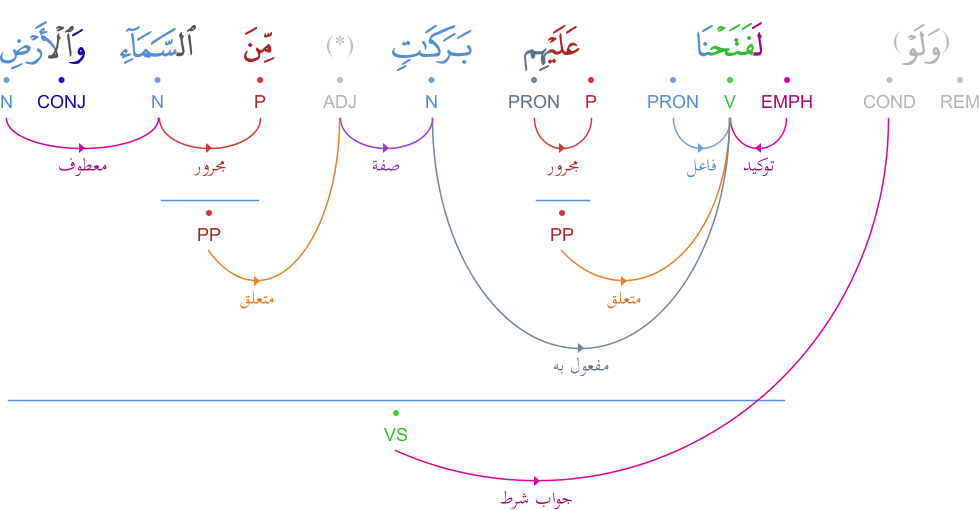 (وَلَوْ) لَفَتَحْنَا عَلَيْهِم بَرَكَٰتٍ (*) مِّنَ ٱلسَّمَآءِ وَٱلْأَرْضِ
REM COND EMPH V PRON P PRON N ADJ P N CONJ N
توكيد فاعل مجرور صفة مجرور معطوف
PP PP
متعلق متعلق
مفعول به
VS
جواب شرط